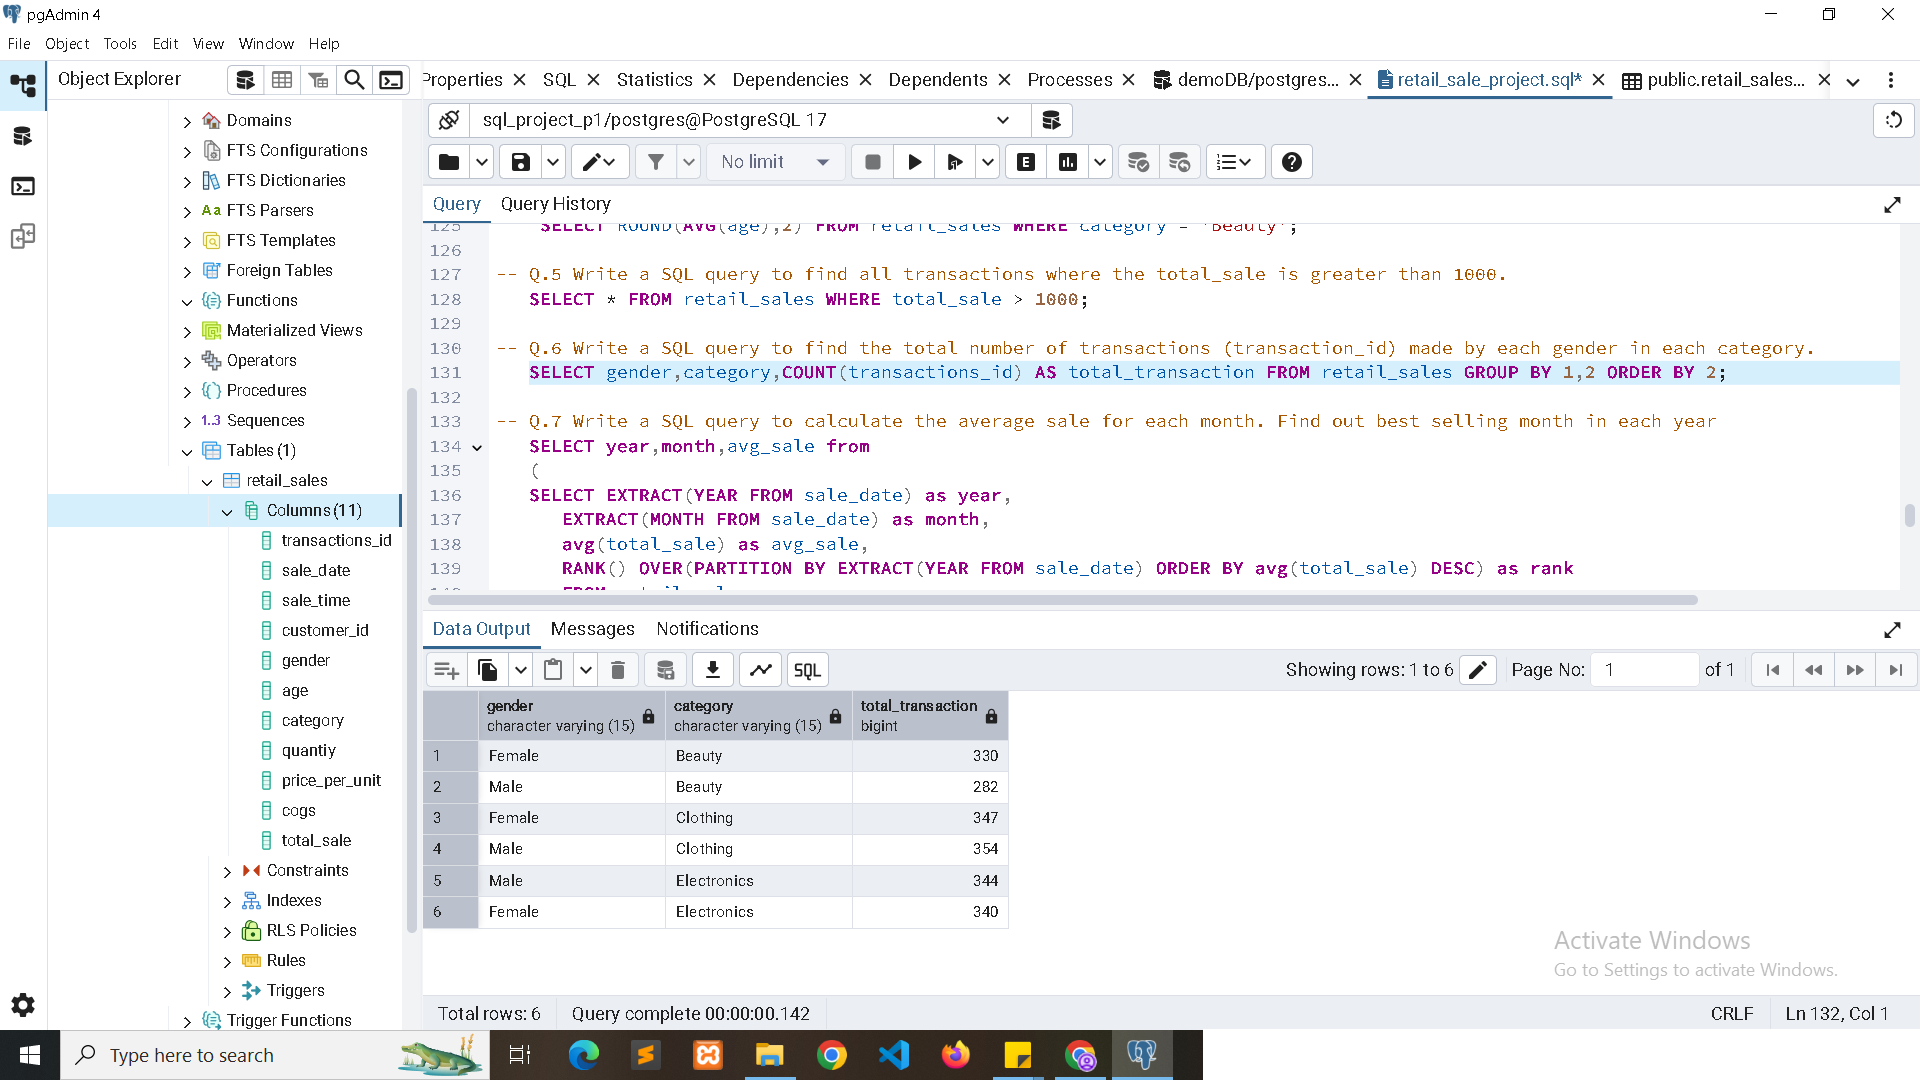 pgAdmin 4
File Object Tools Edit View Window Help
Object Explorer
Properties SQL Statistics Dependencies Dependents Processes demoDB/postgres... retail_sale_project.sql* public.retail_sales...
sql_project_p1/postgres@PostgreSQL 17
No limit
E
Query Query History
125 SELECT ROUND(AVG(age),2) FROM retail_sales WHERE category = 'Beauty';
126
127 -- Q.5 Write a SQL query to find all transactions where the total_sale is greater than 1000.
128 SELECT * FROM retail_sales WHERE total_sale > 1000;
129
130 -- Q.6 Write a SQL query to find the total number of transactions (transaction_id) made by each gender in each category.
131 SELECT gender,category,COUNT(transactions_id) AS total_transaction FROM retail_sales GROUP BY 1,2 ORDER BY 2;
132
133 -- Q.7 Write a SQL query to calculate the average sale for each month. Find out best selling month in each year
134 SELECT year,month,avg_sale from
135 (
136 SELECT EXTRACT(YEAR FROM sale_date) as year,
137 EXTRACT(MONTH FROM sale_date) as month,
138 avg(total_sale) as avg_sale,
139 RANK() OVER(PARTITION BY EXTRACT(YEAR FROM sale_date) ORDER BY avg(total_sale) DESC) as rank
Domains
FTS Configurations
FTS Dictionaries
Aa FTS Parsers
FTS Templates
Foreign Tables
Functions
Materialized Views
Operators
Procedures
1.3 Sequences
Tables (1)
retail_sales
Columns (11)
transactions_id
sale_date
sale_time
customer_id
gender
age
category
quantiy
price_per_unit
cogs
total_sale
Constraints
Indexes
RLS Policies
Rules
Triggers
Trigger Functions
Data Output Messages Notifications
SQL Showing rows: 1 to 6 Page No: 1 of 1
gender category total_transaction
character varying (15) character varying (15) bigint
1 Female Beauty 330
2 Male Beauty 282
3 Female Clothing 347
4 Male Clothing 354
5 Male Electronics 344
6 Female Electronics 340
Activate Windows
Go to Settings to activate Windows.
Total rows: 6 Query complete 00:00:00.142 CRLF Ln 132, Col 1
Type here to search